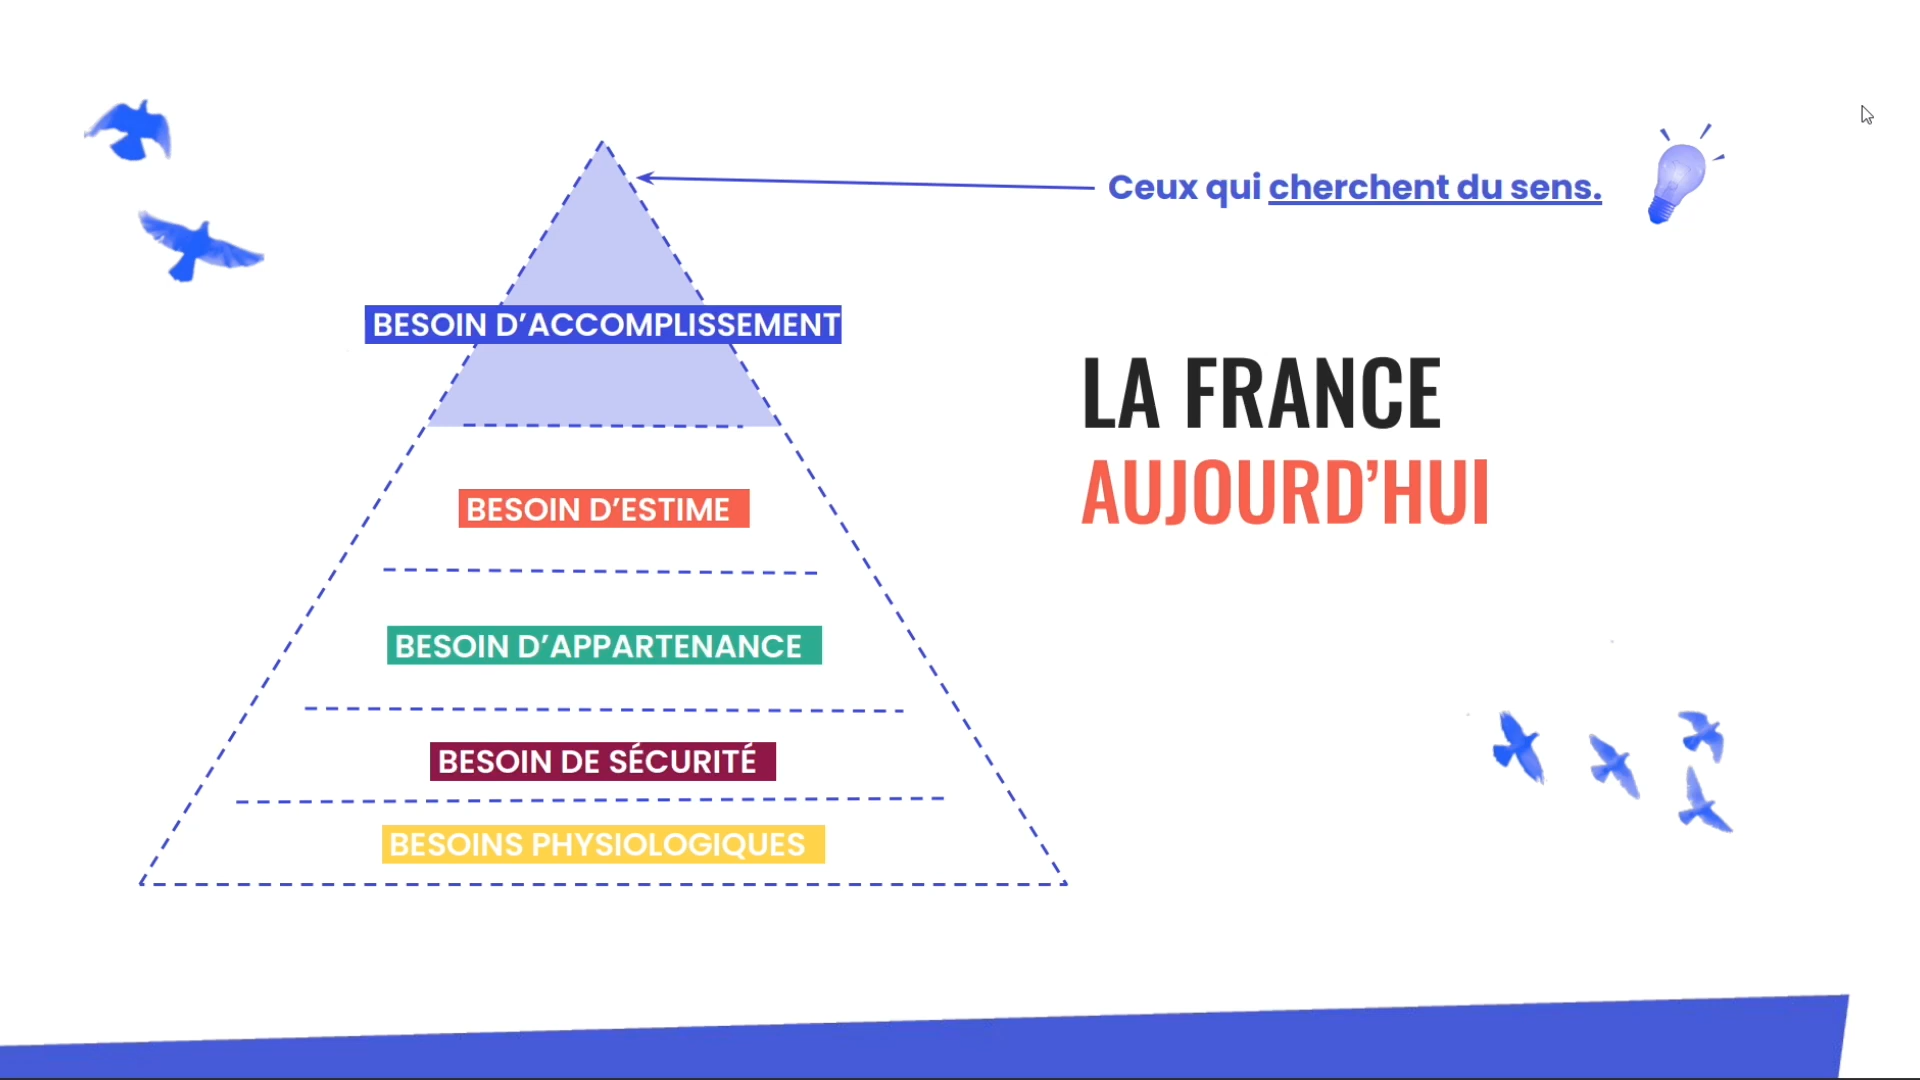 Ceux qui cherchent du sens.
BESOIN D’ACCOMPLISSEMENT
LA FRANCE
AUJOURD’HUI
BESOIN D’ESTIME
BESOIN D’APPARTENANCE
BESOIN DE SÉCURITÉ
BESOINS PHYSIOLOGIQUES